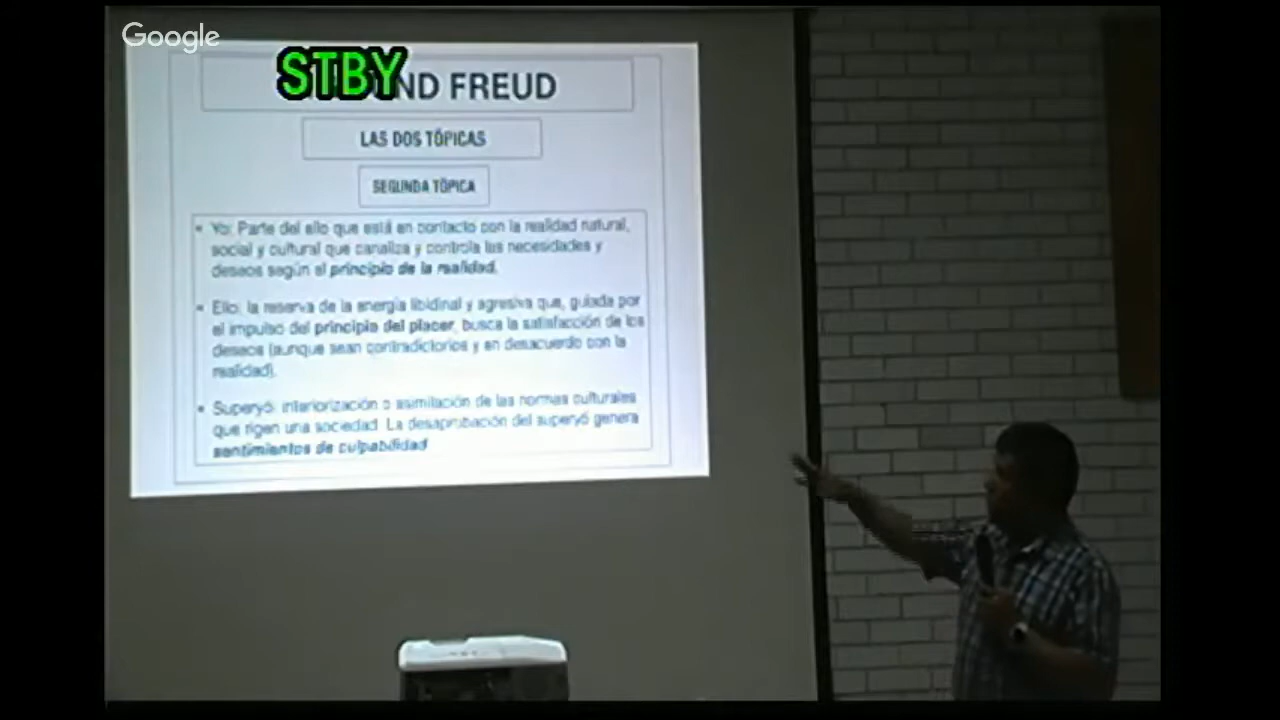 Google
STBY
ND FREUD
LAS DOS TÓPICAS
SEGUNDA TÓPICA
• Yo: Parte del ello que está en contacto con la realidad natural,
social y cultural que canaliza y controla las necesidades y
deseos según el principio de la realidad.
• Ello: la reserva de la energía libidinal y agresiva que, guiada por
el impulso del principio del placer, busca la satisfacción de los
deseos (aunque sean contradictorios y en desacuerdo con la
realidad).
• Superyó: interiorización o asimilación de las normas culturales
que rigen una sociedad. La desaprobación del superyó genera
sentimientos de culpabilidad